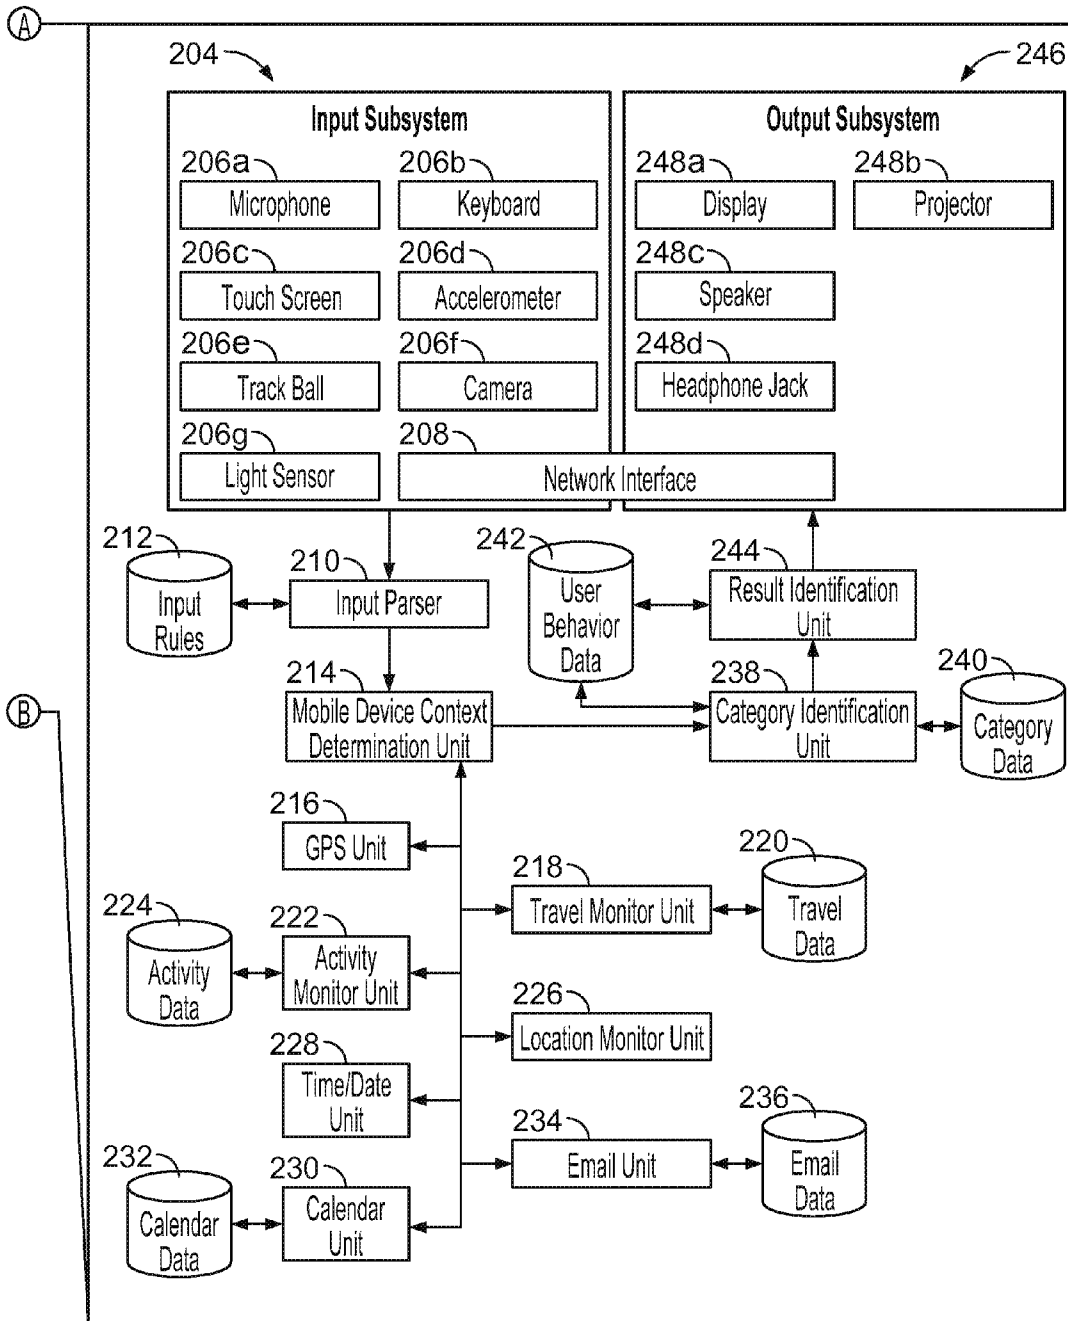 A
204
246
Input Subsystem
Output Subsystem
206a
206b
248a
248b
Microphone
Keyboard
Display
Projector
206c
206d
248c
Touch Screen
Accelerometer
Speaker
206e
206f
248d
Track Ball
Camera
Headphone Jack
206g
208
Light Sensor
Network Interface
212
210
242
244
Input
Rules
Input Parser
User
Behavior
Data
Result Identification
Unit
B
214
238
240
Mobile Device Context
Determination Unit
Category Identification
Unit
Category
Data
216
GPS Unit
218
220
Travel Monitor Unit
Travel
Data
224
222
Activity
Data
Activity
Monitor Unit
226
Location Monitor Unit
228
Time/Date
Unit
234
236
Email Unit
Email
Data
232
230
Calendar
Data
Calendar
Unit